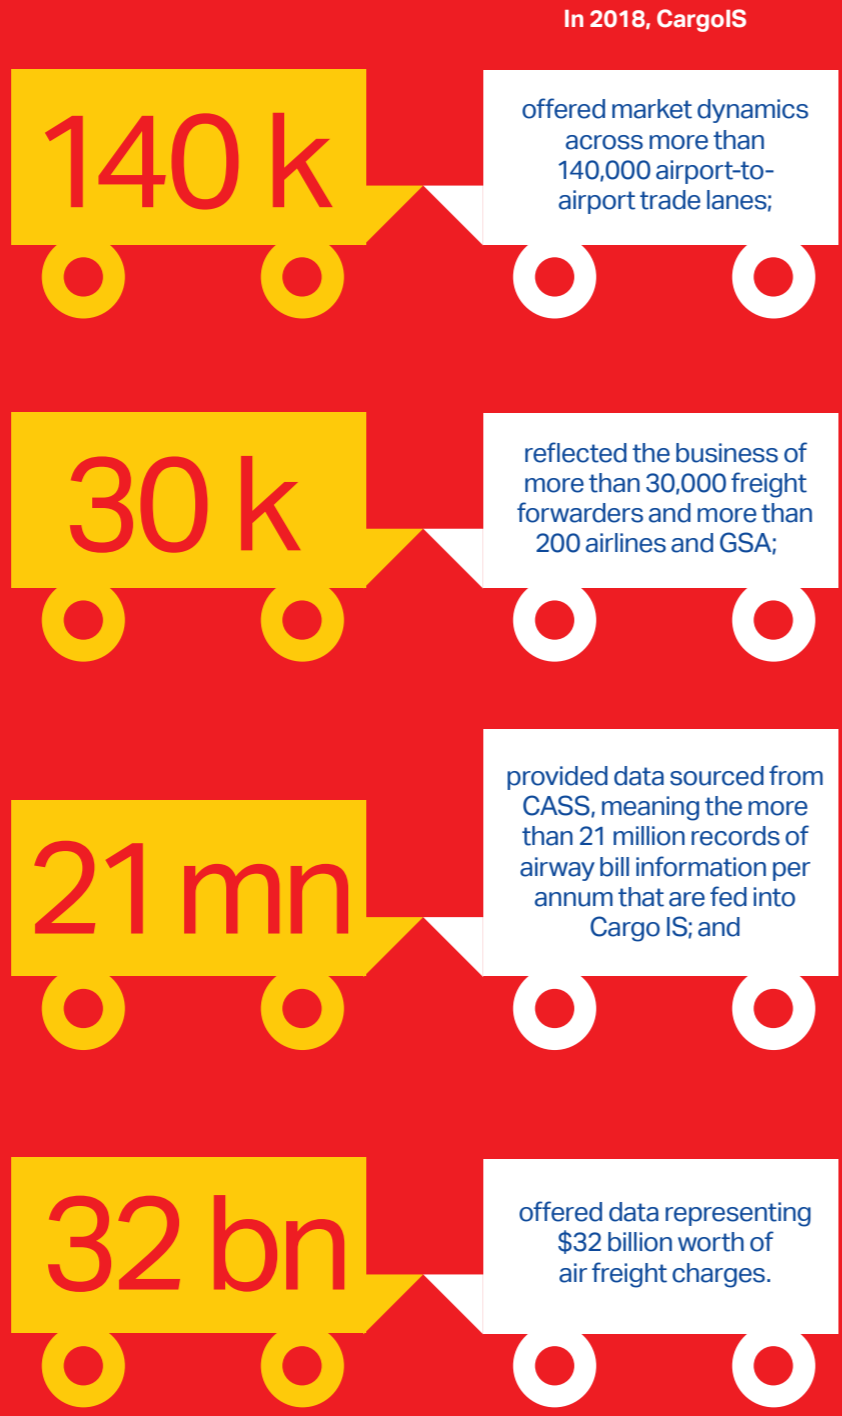 In 2018, CargoIS
140 k
offered market dynamics
across more than
140,000 airport-to-
airport trade lanes;
30 k
reflected the business of
more than 30,000 freight
forwarders and more than
200 airlines and GSA;
21 mn
provided data sourced from
CASS, meaning the more
than 21 million records of
airway bill information per
annum that are fed into
Cargo IS; and
32 bn
offered data representing
$32 billion worth of
air freight charges.